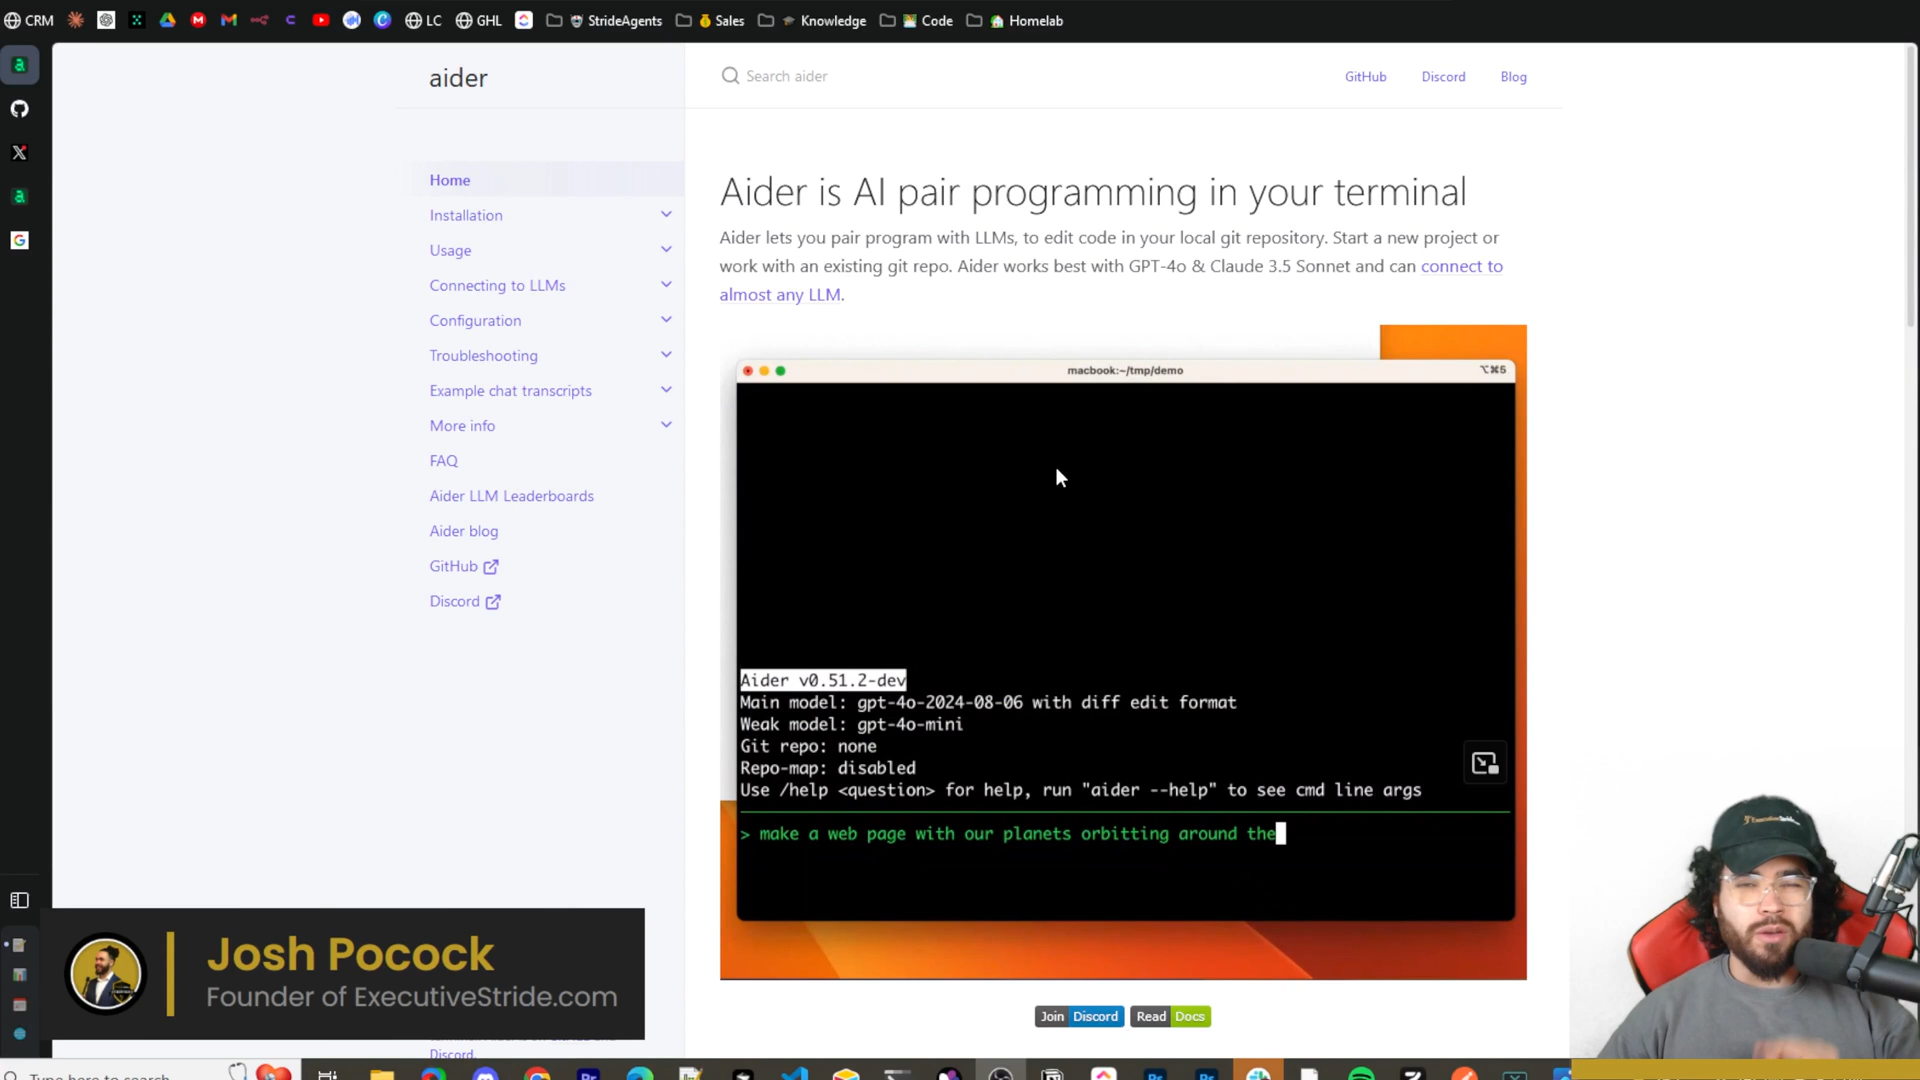 CRM
LC
GHL
StrideAgents
Sales
Knowledge
Code
Homelab
aider
Search aider
GitHub
Discord
Blog
Home
Installation
Usage
Connecting to LLMs
Configuration
Troubleshooting
Example chat transcripts
More info
FAQ
Aider LLM Leaderboards
Aider blog
GitHub
Discord
Aider is AI pair programming in your terminal
Aider lets you pair program with LLMs, to edit code in your local git repository. Start a new project or
work with an existing git repo. Aider works best with GPT-4o & Claude 3.5 Sonnet and can connect to
almost any LLM.
macbook:~/tmp/demo
⌥⌘5
Aider v0.51.2-dev
Main model: gpt-4o-2024-08-06 with diff edit format
Weak model: gpt-4o-mini
Git repo: none
Repo-map: disabled
Use /help <question> for help, run "aider --help" to see cmd line args
> make a web page with our planets orbitting around the
Josh Pocock
Founder of ExecutiveStride.com
Join Discord
Read Docs
Discord.
Type here to search